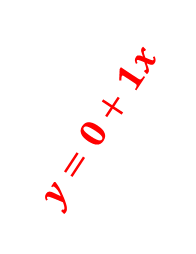 y = 0 + 1x